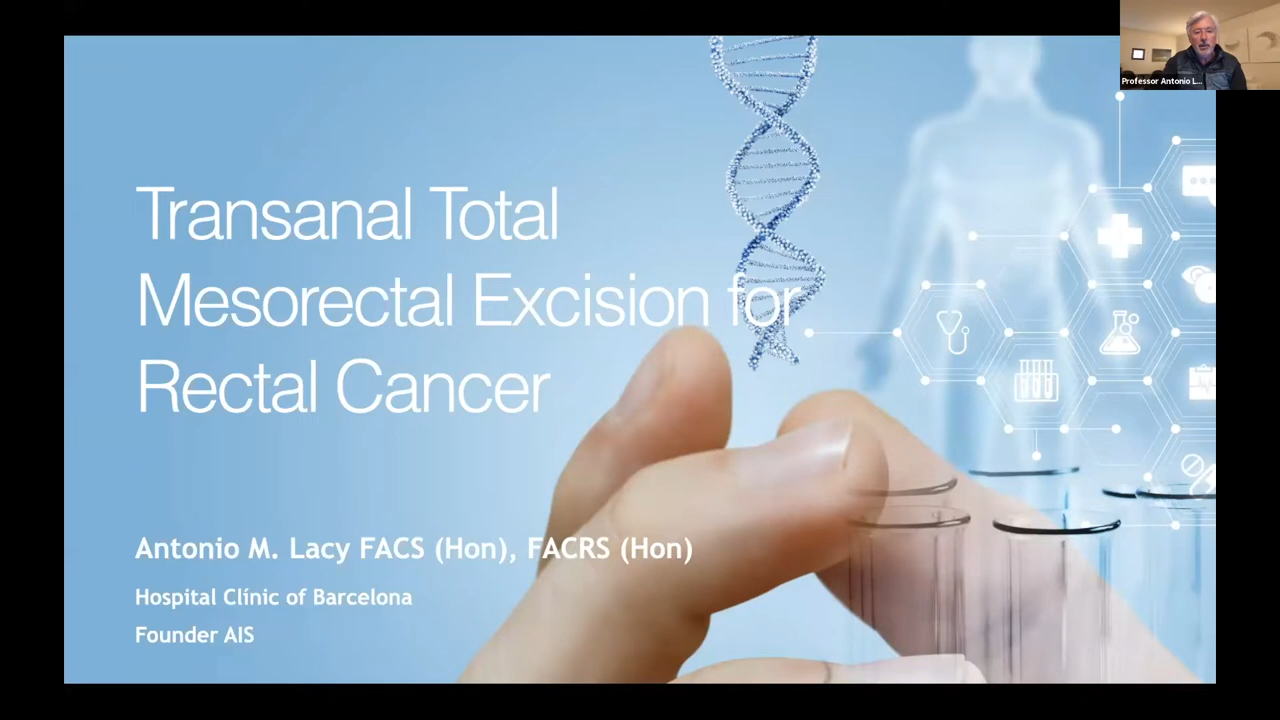 Professor Antonio L...
Transanal Total
Mesorectal Excision for
Rectal Cancer
Antonio M. Lacy FACS (Hon), FACRS (Hon)
Hospital Clínic of Barcelona
Founder AIS